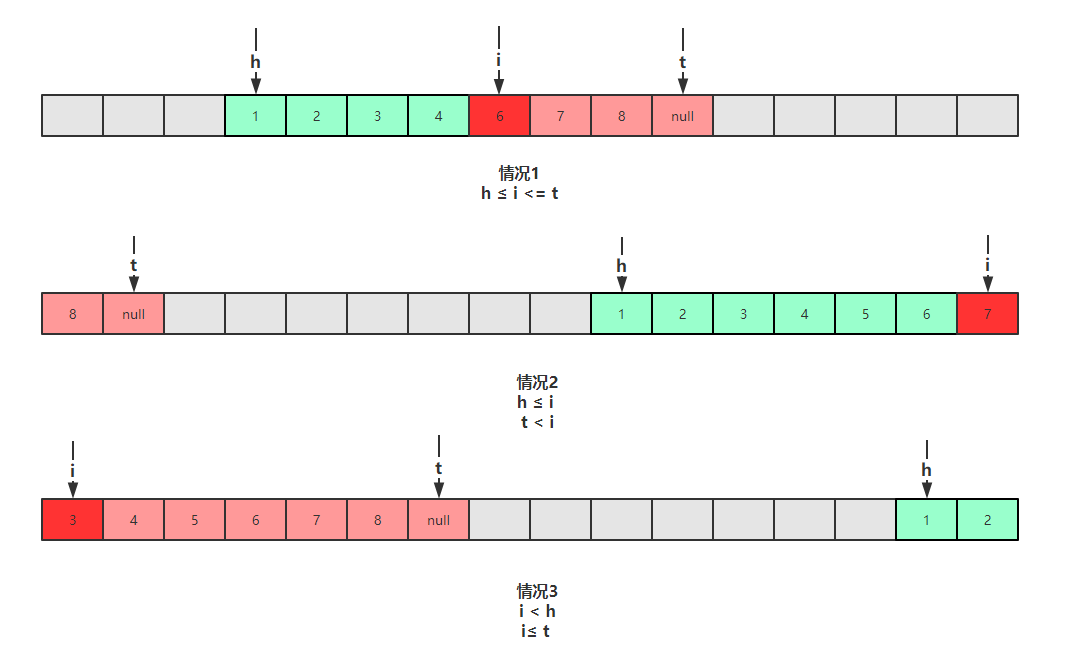 h i t
1 2 3 4 6 7 8 null
情况1
h ≤ i <= t
t h i
8 null 1 2 3 4 5 6 7
情况2
h ≤ i
t < i
i t h
3 4 5 6 7 8 null 1 2
情况3
i < h
i≤ t